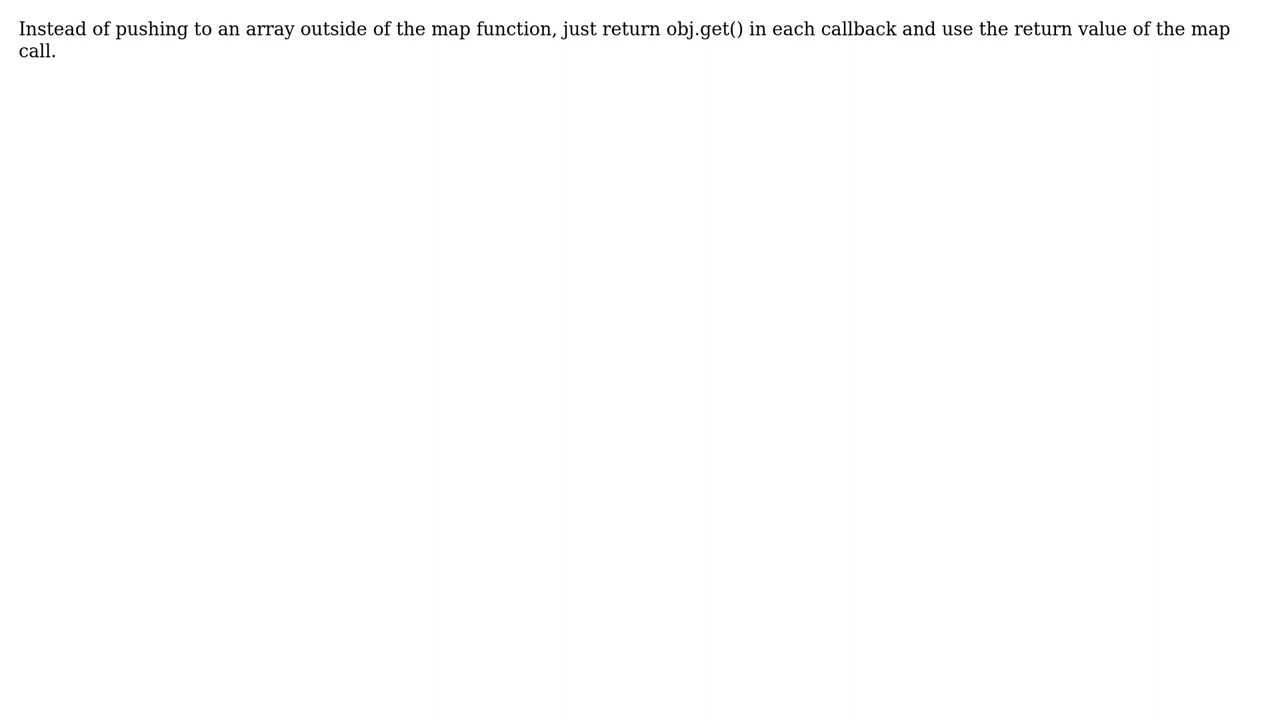 Instead of pushing to an array outside of the map function, just return obj.get() in each callback and use the return value of the map
call.